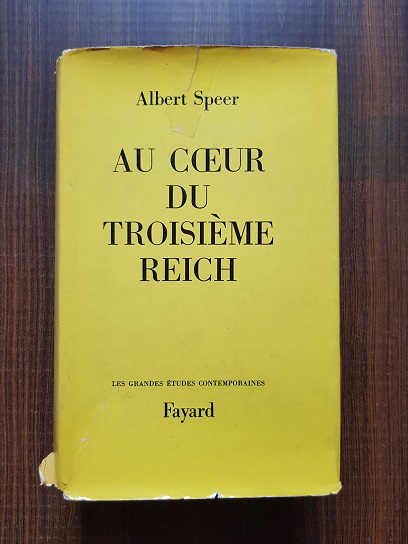 Albert Speer
AU CŒUR
DU
TROISIÈME
REICH
LES GRANDES ÉTUDES CONTEMPORAINES
Fayard